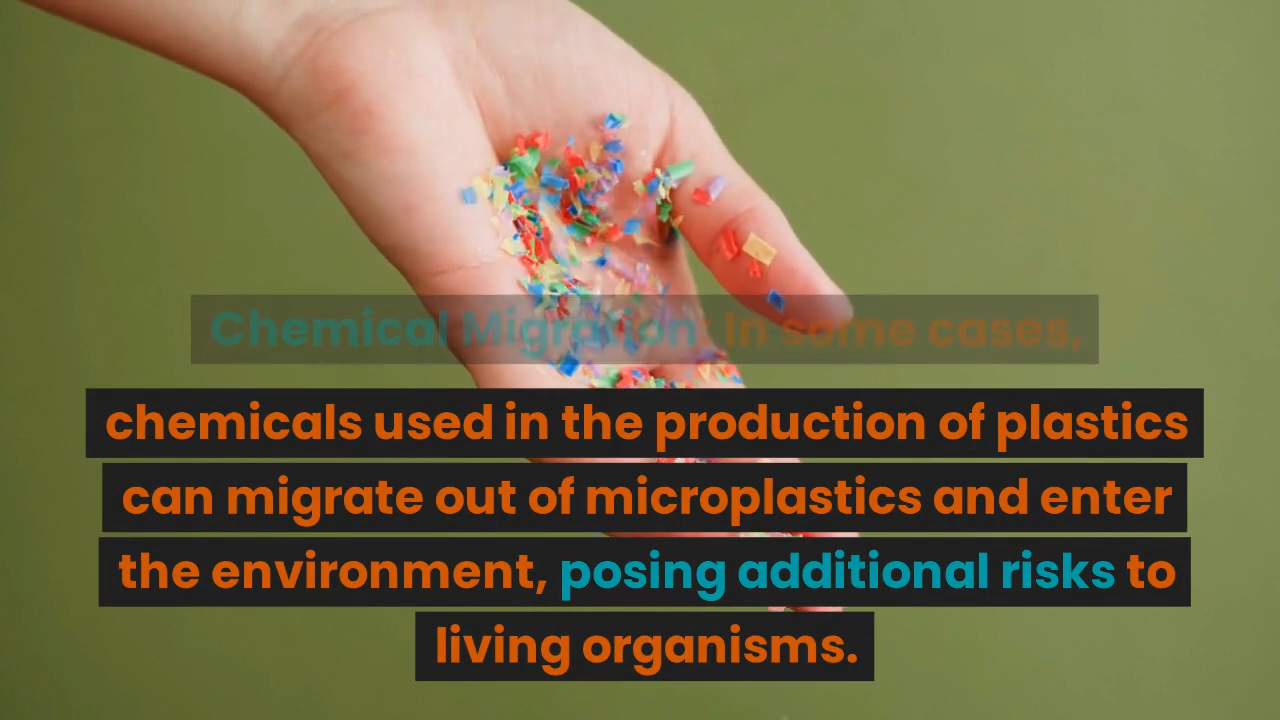 Chemical Migration: In some cases,
chemicals used in the production of plastics
can migrate out of microplastics and enter
the environment, posing additional risks to
living organisms.